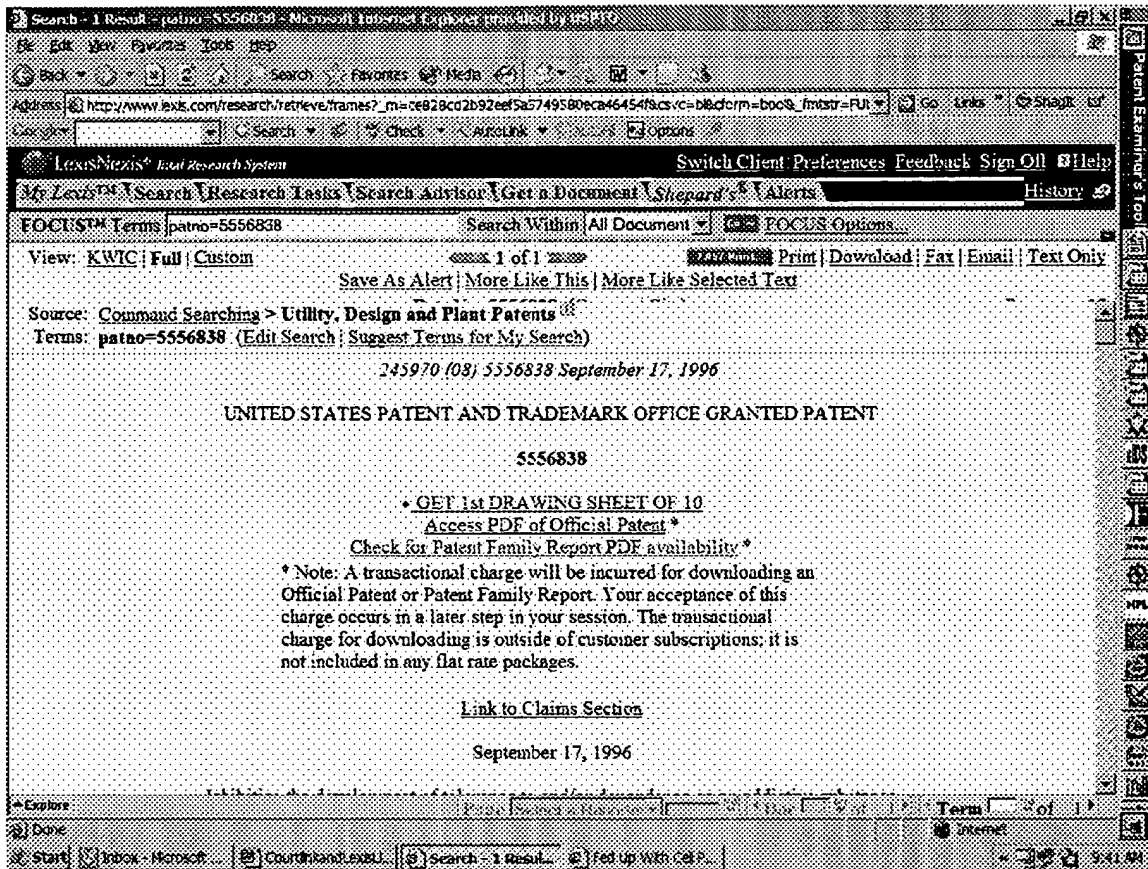 Search - 1 Result - patno=5556838 - Microsoft Internet Explorer provided by USPTO
File Edit View Favorites Tools Help
Back Search Favorites Media
Address http://www.lexis.com/research/retrieve/frames? Go Links
Search Check AutoLink Options
LexisNexis® Total Research System Switch Client Preferences Feedback Sign Off Help
My Lexis™ Search Research Tasks Search Advisor Get a Document Shepard's® Alerts History
FOCUS™ Terms patno=5556838 Search Within All Document FOCUS Options...
View: KWIC | Full | Custom 1 of 1 Print | Download | Fax | Email | Text Only
Save As Alert | More Like This | More Like Selected Text
Source: Command Searching > Utility, Design and Plant Patents
Terms: patno=5556838 (Edit Search | Suggest Terms for My Search)
245970 (08) 5556838 September 17, 1996
UNITED STATES PATENT AND TRADEMARK OFFICE GRANTED PATENT
5556838
GET 1st DRAWING SHEET OF 10
Access PDF of Official Patent *
Check for Patent Family Report PDF availability *
* Note: A transactional charge will be incurred for downloading an
Official Patent or Patent Family Report. Your acceptance of this
charge occurs in a later step in your session. The transactional
charge for downloading is outside of customer subscriptions; it is
not included in any flat rate packages.
Link to Claims Section
September 17, 1996
Explore Term of 1
Done Internet
Start Inbox - Microsoft ... CourtlinkandLexisU... Search - 1 Resul... Fed Up With Cell P... 9:41 AM
Patent Examiner's Tool